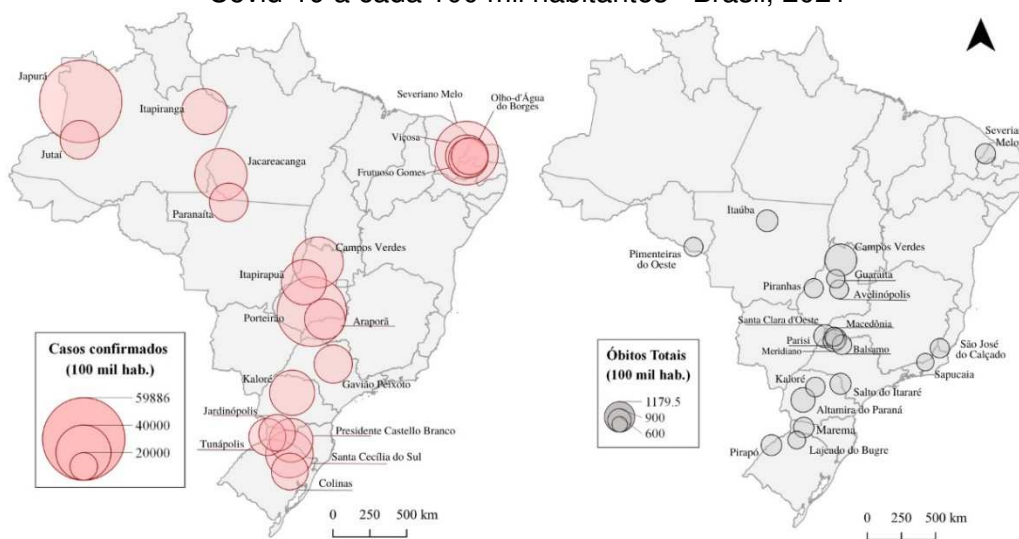 Covid-19 a cada 100 mil habitantes - Brasil, 2021
Japurá
Itapiranga
Jutaí
Jacareacanga
Paranaíta
Severiano Melo
Olho-d'Água
do Borges
Viçosa
Frutuoso Gomes
Campos Verdes
Itapirapuã
Porteirão
Araporã
Gavião Peixoto
Kaloré
Jardinópolis
Presidente Castello Branco
Tunápolis
Santa Cecília do Sul
Colinas
Casos confirmados
(100 mil hab.)
59886
40000
20000
0 250 500 km
Severiano
Melo
Itaúba
Pimenteiras
do Oeste
Campos Verdes
Guaraíta
Piranhas
Avelinópolis
Santa Clara d'Oeste
Macedônia
Parisi
Meridiano
Balsamo
São José
do Calçado
Sapucaia
Kaloré
Salto do Itararé
Altamira do Paraná
Marema
Lajeado do Bugre
Pirapó
Óbitos Totais
(100 mil hab.)
1179.5
900
600
0 250 500 km